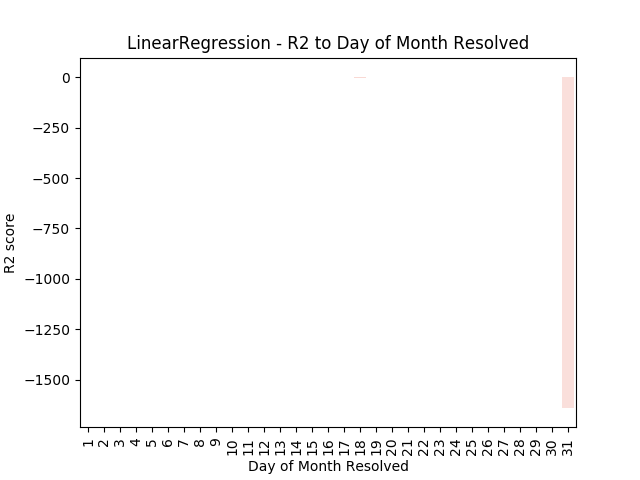 LinearRegression - R2 to Day of Month Resolved
R2 score
0
−250
−500
−750
−1000
−1250
−1500
1 2 3 4 5 6 7 8 9 10 11 12 13 14 15 16 17 18 19 20 21 22 23 24 25 26 27 28 29 30 31
Day of Month Resolved